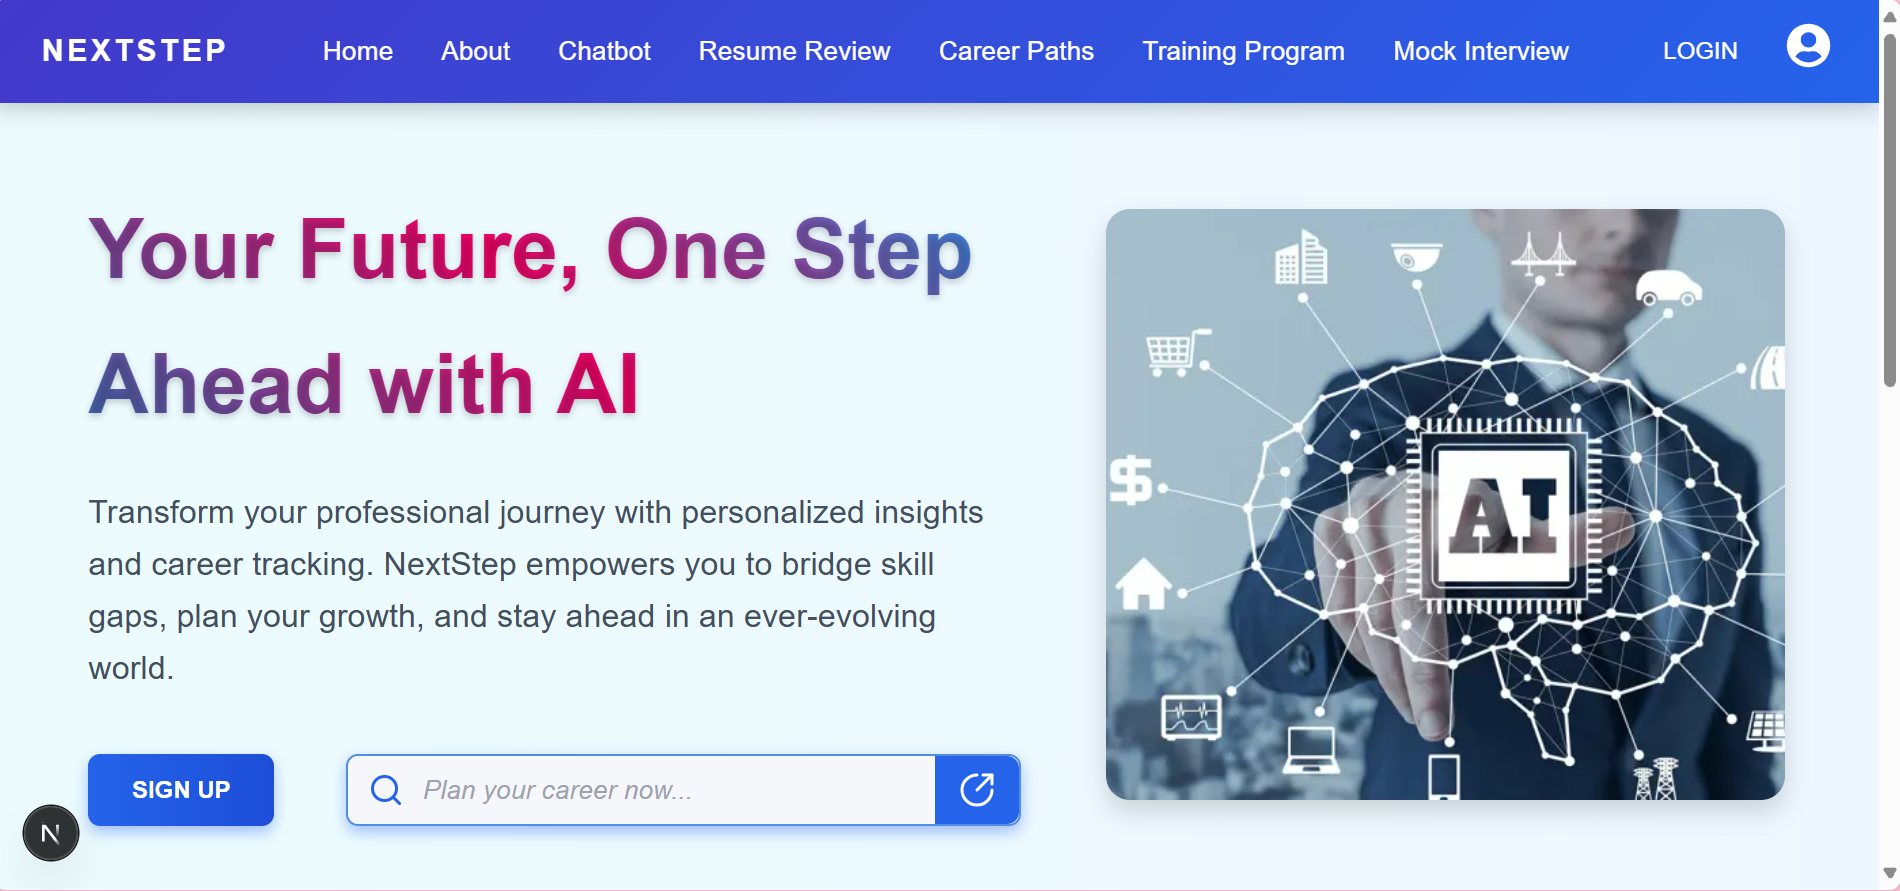 NEXTSTEP Home About Chatbot Resume Review Career Paths Training Program Mock Interview LOGIN
Your Future, One Step
Ahead with AI
Transform your professional journey with personalized insights
and career tracking. NextStep empowers you to bridge skill
gaps, plan your growth, and stay ahead in an ever-evolving
world.
SIGN UP Plan your career now...
N
$
AI